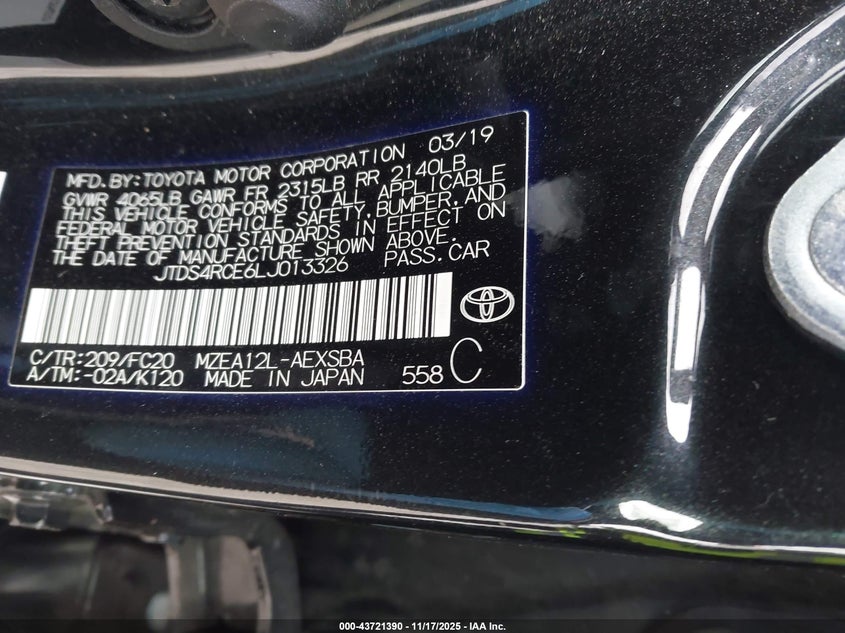 MFD.BY:TOYOTA MOTOR CORPORATION 03/19
GVWR 4065LB GAWR FR 2315LB RR 2140LB
THIS VEHICLE CONFORMS TO ALL APPLICABLE
FEDERAL MOTOR VEHICLE SAFETY,BUMPER,AND
THEFT PREVENTION STANDARDS IN EFFECT ON
THE DATE OF MANUFACTURE SHOWN ABOVE.
JTDS4RCE6LJ013326 PASS.CAR
C/TR:209/FC20 MZEA12L-AEXSBA
A/TM:-02A/K120 MADE IN JAPAN 558 C
000-43721390 - 11/17/2025 - IAA Inc.